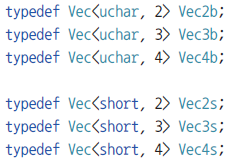 typedef Vec<uchar, 2> Vec2b;
typedef Vec<uchar, 3> Vec3b;
typedef Vec<uchar, 4> Vec4b;
typedef Vec<short, 2> Vec2s;
typedef Vec<short, 3> Vec3s;
typedef Vec<short, 4> Vec4s;